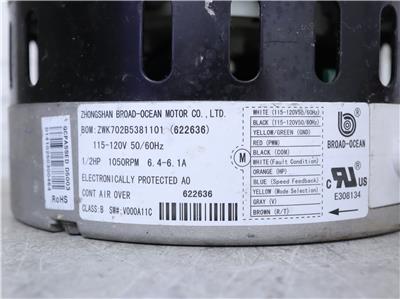 ZHONGSHAN BROAD-OCEAN MOTOR CO., LTD.
BOM:ZWK702B5381101 (622636)
115-120V 50/60Hz
1/2HP 1050RPM 6.4-6.1A
ELECTRONICALLY PROTECTED AO
CONT AIR OVER 622636
CLASS:B SW#:V000A11C
WHITE (115-120V50/60Hz)
BLACK (115-120V50/60Hz)
YELLOW/GREEN (GND)
RED (PWM)
BLACK (COM)
WHITE(Fault Condition)
ORANGE (HP)
BLUE (Speed Feedback)
YELLOW (Mode Selection)
GRAY (V)
BROWN (R/T)
M
BROAD-OCEAN
C US
E308134
QCPASSED 05003
RoHS